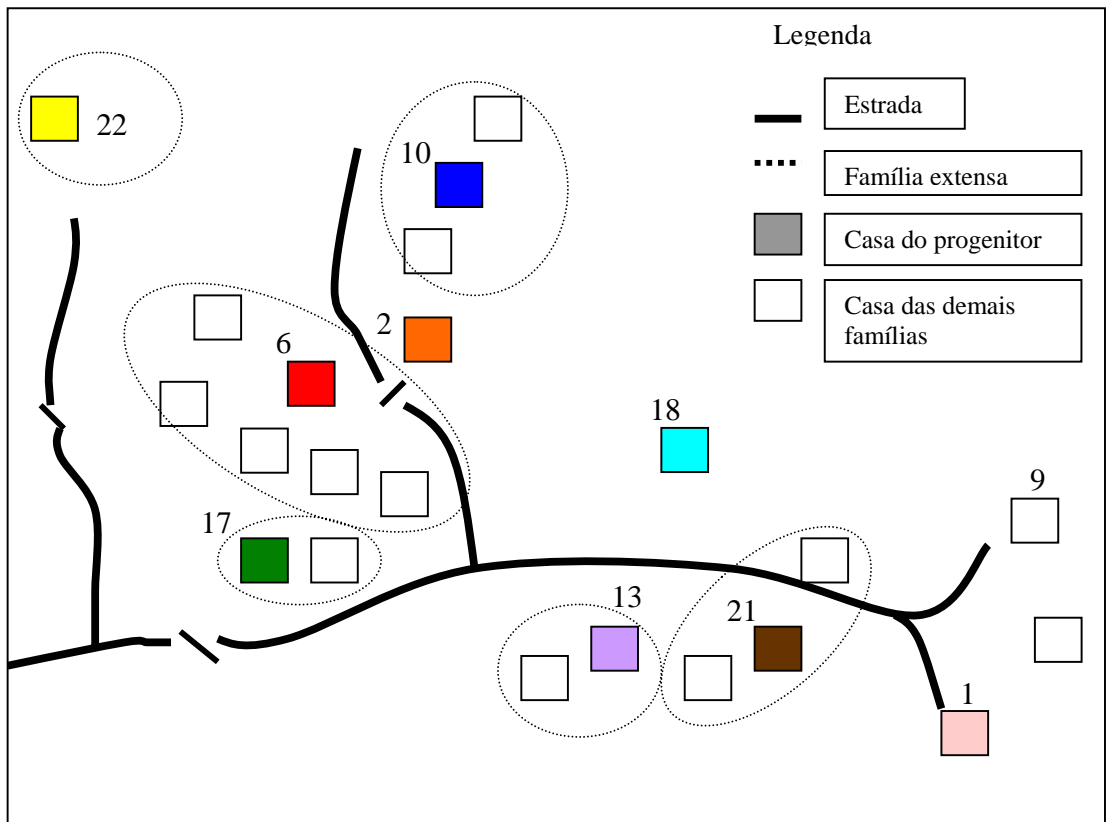 Legenda
Estrada
Família extensa
Casa do progenitor
Casa das demais
famílias
22
10
2
6
18
9
17
13
21
1